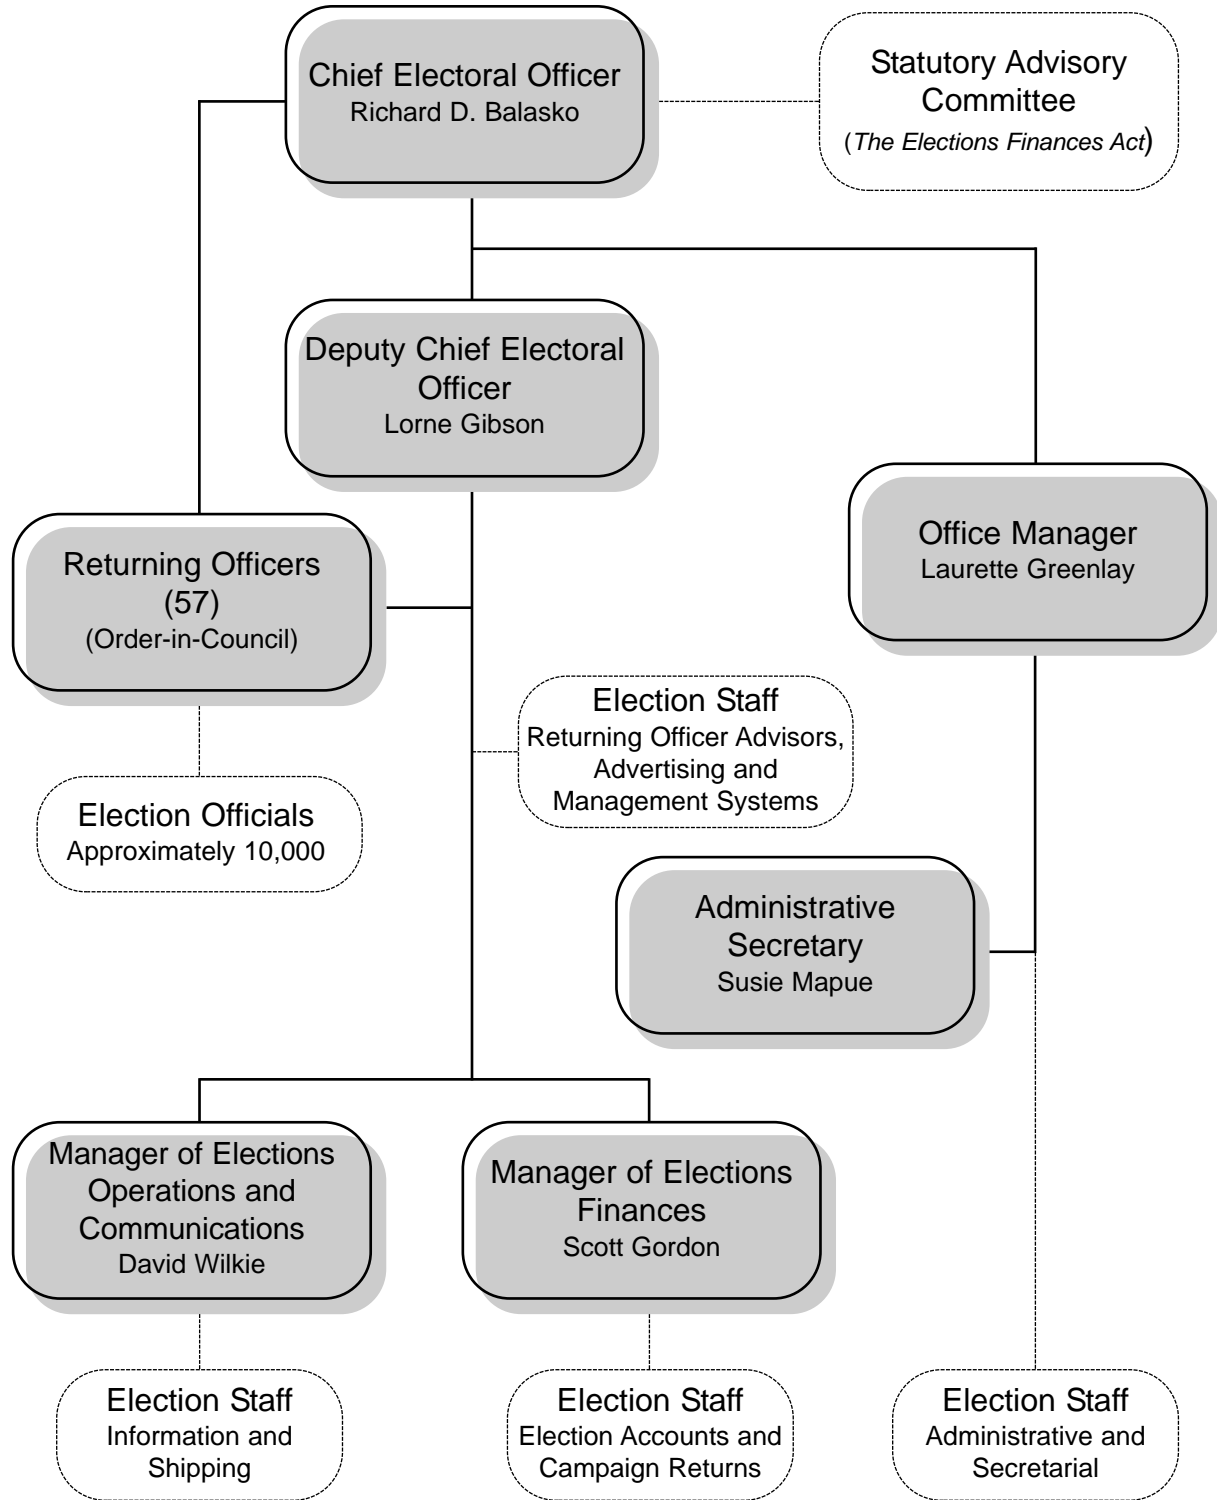 Chief Electoral Officer
Richard D. Balasko
Statutory Advisory
Committee
(The Elections Finances Act)
Deputy Chief Electoral
Officer
Lorne Gibson
Returning Officers
(57)
(Order-in-Council)
Office Manager
Laurette Greenlay
Election Staff
Returning Officer Advisors,
Advertising and
Management Systems
Election Officials
Approximately 10,000
Administrative
Secretary
Susie Mapue
Manager of Elections
Operations and
Communications
David Wilkie
Manager of Elections
Finances
Scott Gordon
Election Staff
Information and
Shipping
Election Staff
Election Accounts and
Campaign Returns
Election Staff
Administrative and
Secretarial